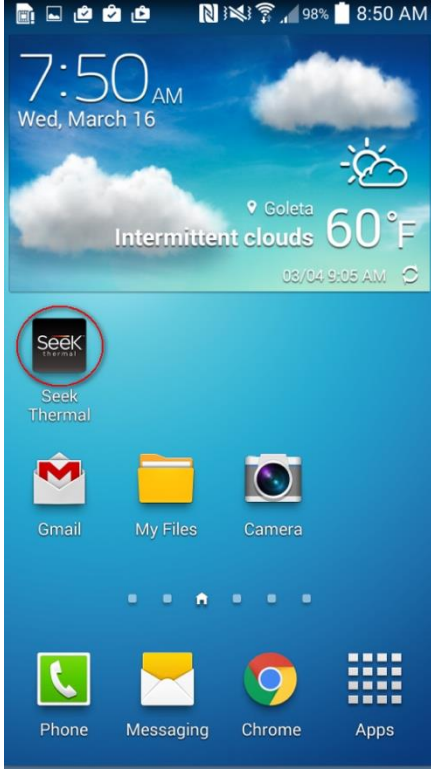 98% 8:50 AM
7:50 AM
Wed, March 16
Goleta
Intermittent clouds 60°F
03/04 9:05 AM
Seek
thermal
Seek
Thermal
Gmail My Files Camera
Phone Messaging Chrome Apps